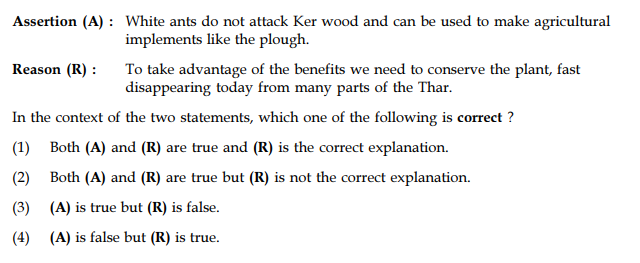 Assertion (A) : White ants do not attack Ker wood and can be used to make agricultural
implements like the plough.
Reason (R) : To take advantage of the benefits we need to conserve the plant, fast
disappearing today from many parts of the Thar.
In the context of the two statements, which one of the following is correct ?
(1) Both (A) and (R) are true and (R) is the correct explanation.
(2) Both (A) and (R) are true but (R) is not the correct explanation.
(3) (A) is true but (R) is false.
(4) (A) is false but (R) is true.